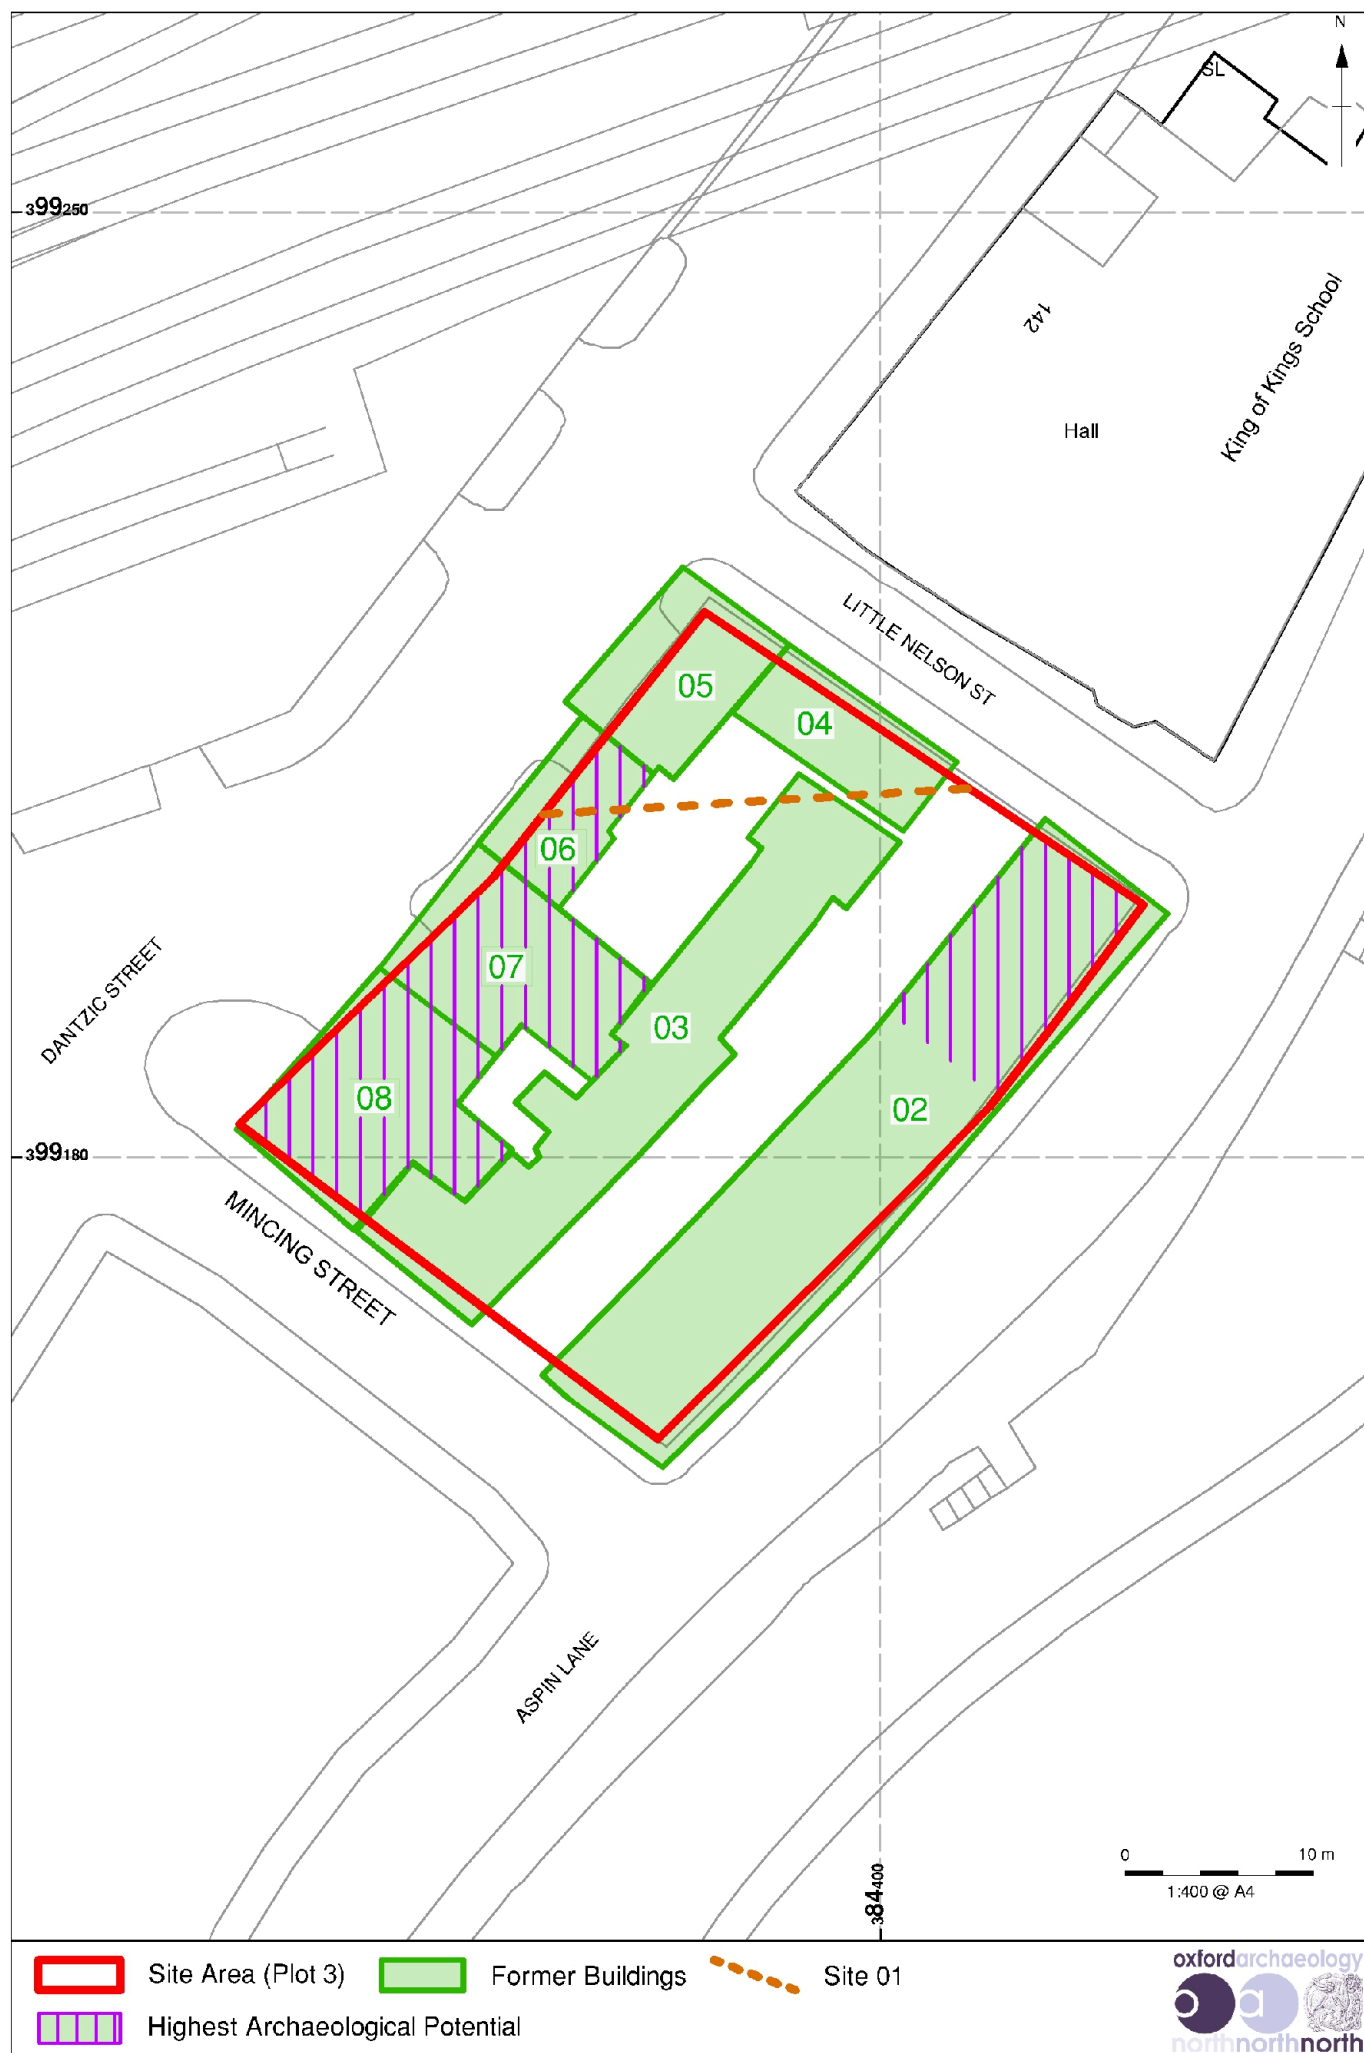 N
SL
399250
142
King of Kings School
Hall
LITTLE NELSON ST
05
04
06
07
03
DANTZIC STREET
08
02
399180
MINCING STREET
ASPIN LANE
0 10 m
1:400 @ A4
384400
Site Area (Plot 3)
Former Buildings
Site 01
Highest Archaeological Potential
oxfordarchaeology
oa
northnorthnorth